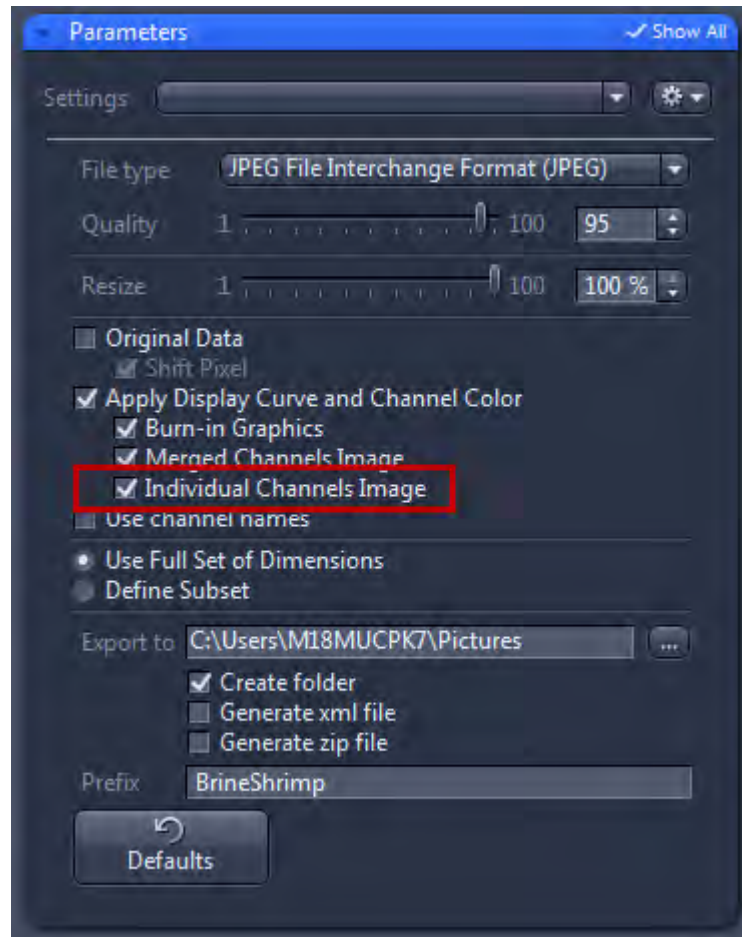 Parameters Show All
Settings
File type JPEG File Interchange Format (JPEG)
Quality 1 100 95
Resize 1 100 100 %
Original Data
Shift Pixel
Apply Display Curve and Channel Color
Burn-in Graphics
Merged Channels Image
Individual Channels Image
Use channel names
Use Full Set of Dimensions
Define Subset
Export to C:\Users\M18MUCPK7\Pictures ...
Create folder
Generate xml file
Generate zip file
Prefix BrineShrimp
Defaults